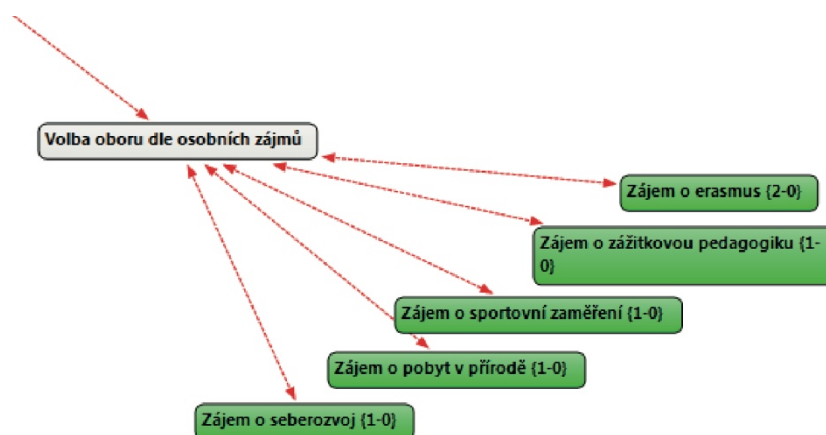 Volba oboru dle osobních zájmů
Zájem o erasmus {2-0}
Zájem o zážitkovou pedagogiku {1-
0}
Zájem o sportovní zaměření {1-0}
Zájem o pobyt v přírodě {1-0}
Zájem o seberozvoj {1-0}